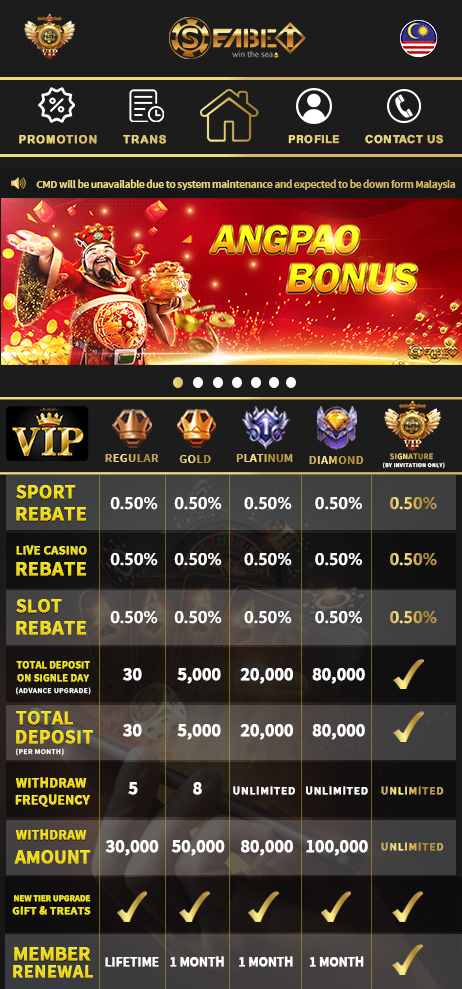 VIP
SEABET
win the sea
PROMOTION TRANS PROFILE CONTACT US
CMD will be unavailable due to system maintenance and expected to be down form Malaysia
ANGPAO
BONUS
SEABET
VIP REGULAR GOLD PLATINUM DIAMOND VIP SIGNATURE
(BY INVITATION ONLY)
SPORT
REBATE 0.50% 0.50% 0.50% 0.50% 0.50%
LIVE CASINO
REBATE 0.50% 0.50% 0.50% 0.50% 0.50%
SLOT
REBATE 0.50% 0.50% 0.50% 0.50% 0.50%
TOTAL DEPOSIT
ON SIGNLE DAY 30 5,000 20,000 80,000
(ADVANCE UPGRADE)
TOTAL
DEPOSIT 30 5,000 20,000 80,000
(PER MONTH)
WITHDRAW
FREQUENCY 5 8 UNLIMITED UNLIMITED UNLIMITED
WITHDRAW
AMOUNT 30,000 50,000 80,000 100,000 UNLIMITED
NEW TIER UPGRADE
GIFT & TREATS
MEMBER
RENEWAL LIFETIME 1 MONTH 1 MONTH 1 MONTH